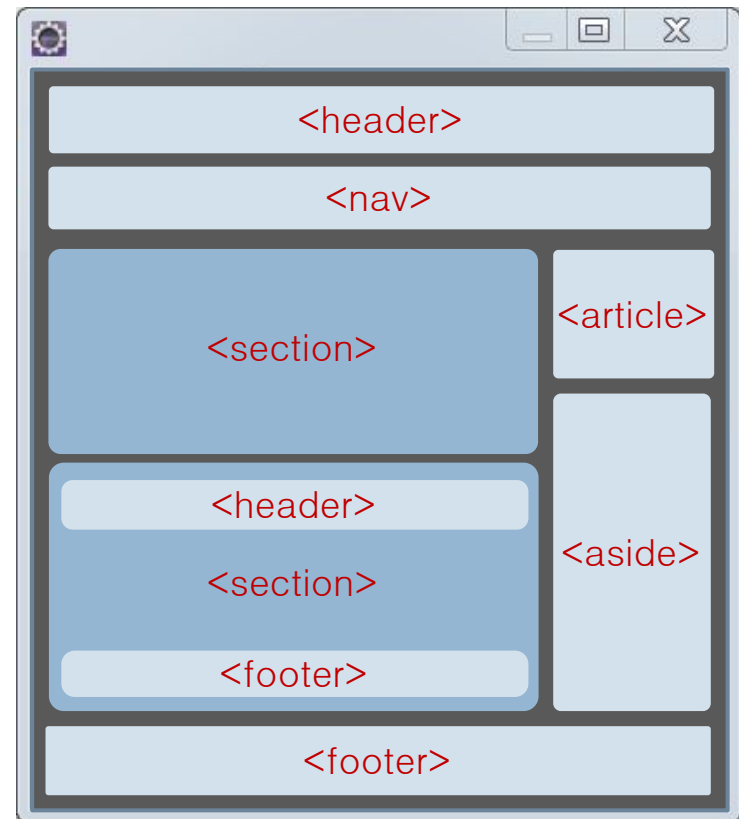 <header>
<nav>
<section>
<article>
<header>
<section>
<footer>
<aside>
<footer>